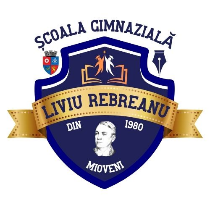 ȘCOALA GIMNAZIALĂ
LIVIU REBREANU
DIN 1980
MIOVENI